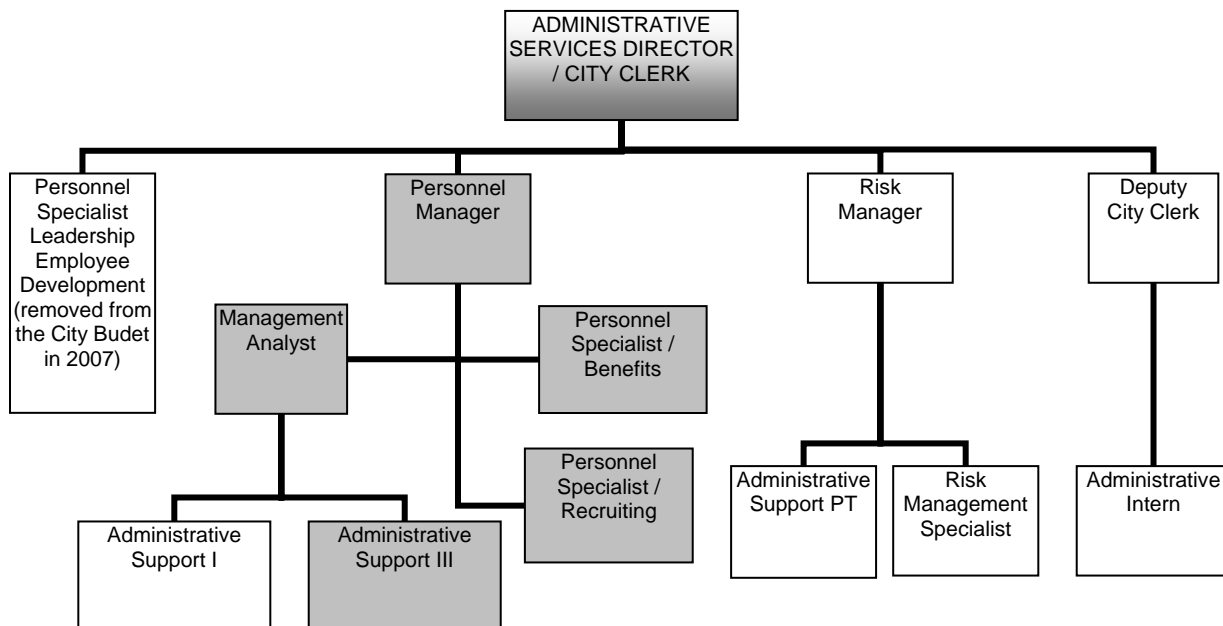 ADMINISTRATIVE
SERVICES DIRECTOR
/ CITY CLERK
Personnel
Specialist
Leadership
Employee
Development
(removed from
the City Budet
in 2007)
Personnel
Manager
Risk
Manager
Deputy
City Clerk
Management
Analyst
Personnel
Specialist /
Benefits
Personnel
Specialist /
Recruiting
Administrative
Support PT
Risk
Management
Specialist
Administrative
Intern
Administrative
Support I
Administrative
Support III